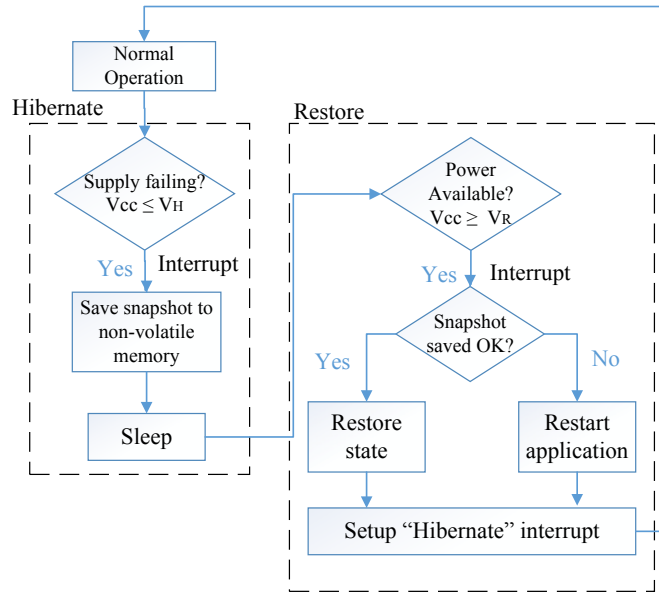 Normal
Operation
Hibernate
Supply failing?
Vcc ≤ VH
Yes
Interrupt
Save snapshot to
non-volatile
memory
Sleep
Restore
Power
Available?
Vcc ≥ VR
Yes
Interrupt
Snapshot
saved OK?
Yes
No
Restore
state
Restart
application
Setup “Hibernate” interrupt